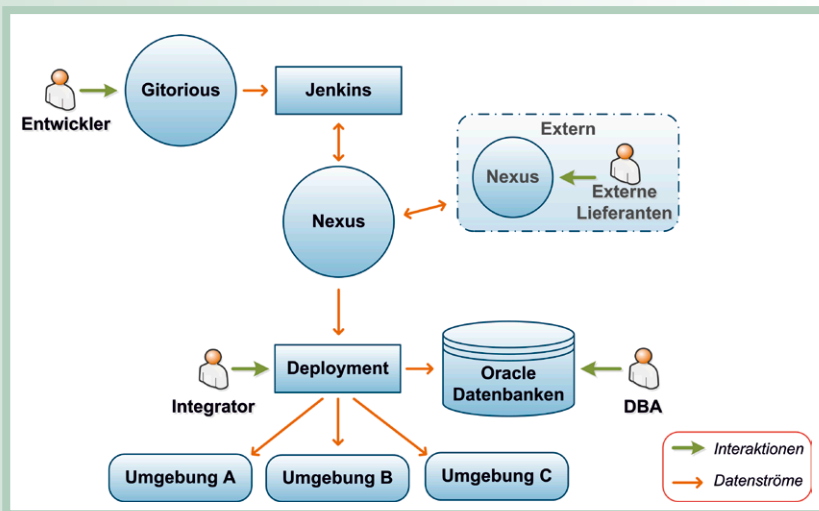 Gitorious
Jenkins
Entwickler
Extern
Nexus
Externe
Lieferanten
Nexus
Deployment
Oracle
Datenbanken
Integrator
DBA
Umgebung A
Umgebung B
Umgebung C
Interaktionen
Datenströme